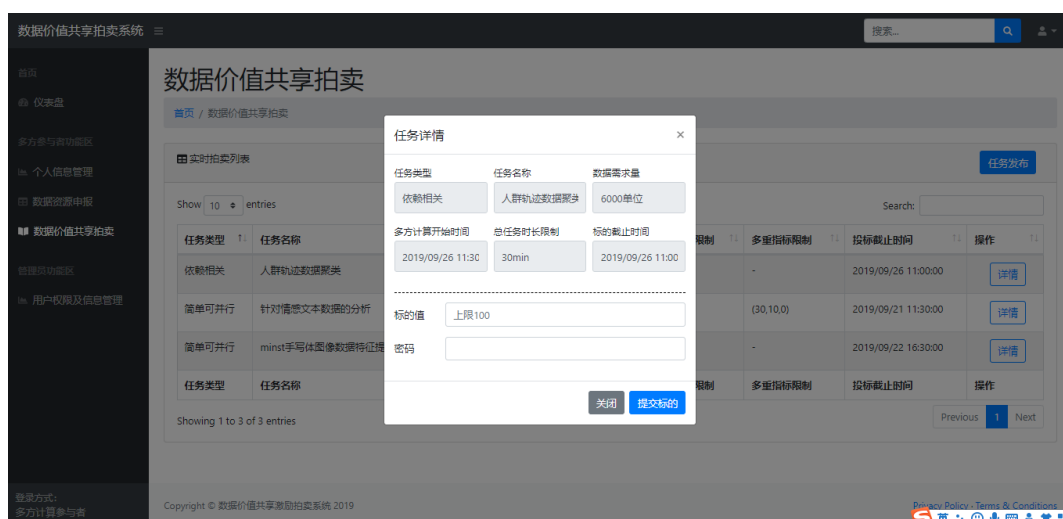 数据价值共享拍卖系统 搜索...
首页
仪表盘
多方参与者功能区
个人信息管理
数据资源申报
数据价值共享拍卖
管理员功能区
用户权限及信息管理
登录方式:
多方计算参与者
数据价值共享拍卖
首页 / 数据价值共享拍卖
实时拍卖列表 任务发布
Show 10 entries Search:
任务类型 任务名称 限制 多重指标限制 投标截止时间 操作
依赖相关 人群轨迹数据聚类 - 2019/09/26 11:00:00 详情
简单可并行 针对情感文本数据的分析 (30,10,0) 2019/09/21 11:30:00 详情
简单可并行 minst手写体图像数据特征提 - 2019/09/22 16:30:00 详情
任务类型 任务名称 限制 多重指标限制 投标截止时间 操作
Showing 1 to 3 of 3 entries Previous 1 Next
任务详情 ×
任务类型 任务名称 数据需求量
依赖相关 人群轨迹数据聚类 6000单位
多方计算开始时间 总任务时长限制 标的截止时间
2019/09/26 11:30 30min 2019/09/26 11:00
标的值 上限100
密码
关闭 提交标的
Copyright © 数据价值共享激励拍卖系统 2019 Privacy Policy · Terms & Conditions
英